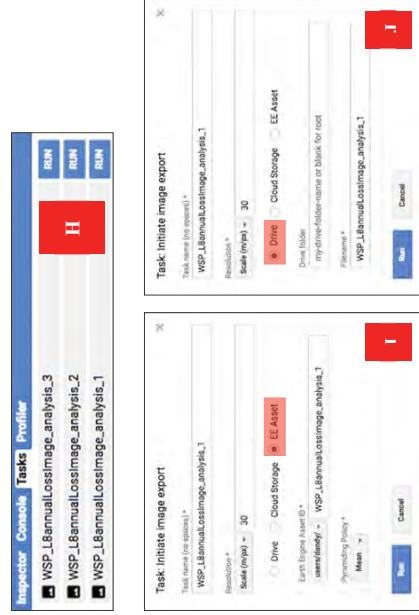 Inspector Console Tasks Profiler
WSP_L8annualLossImage_analysis_3 RUN
WSP_L8annualLossImage_analysis_2 RUN
WSP_L8annualLossImage_analysis_1 RUN
H
Task: Initiate image export
Task name (no spaces) *
WSP_L8annualLossImage_analysis_1
Resolution *
Scale (m/px) 30
Drive Cloud Storage EE Asset
Earth Engine Asset ID *
users/dandy/ WSP_L8annualLossImage_analysis_1
Pyramiding Policy *
Mean
Run Cancel
I
Task: Initiate image export
Task name (no spaces) *
WSP_L8annualLossImage_analysis_1
Resolution *
Scale (m/px) 30
Drive Cloud Storage EE Asset
Drive folder
my-drive-folder-name or blank for root
Filename *
WSP_L8annualLossImage_analysis_1
Run Cancel
I'